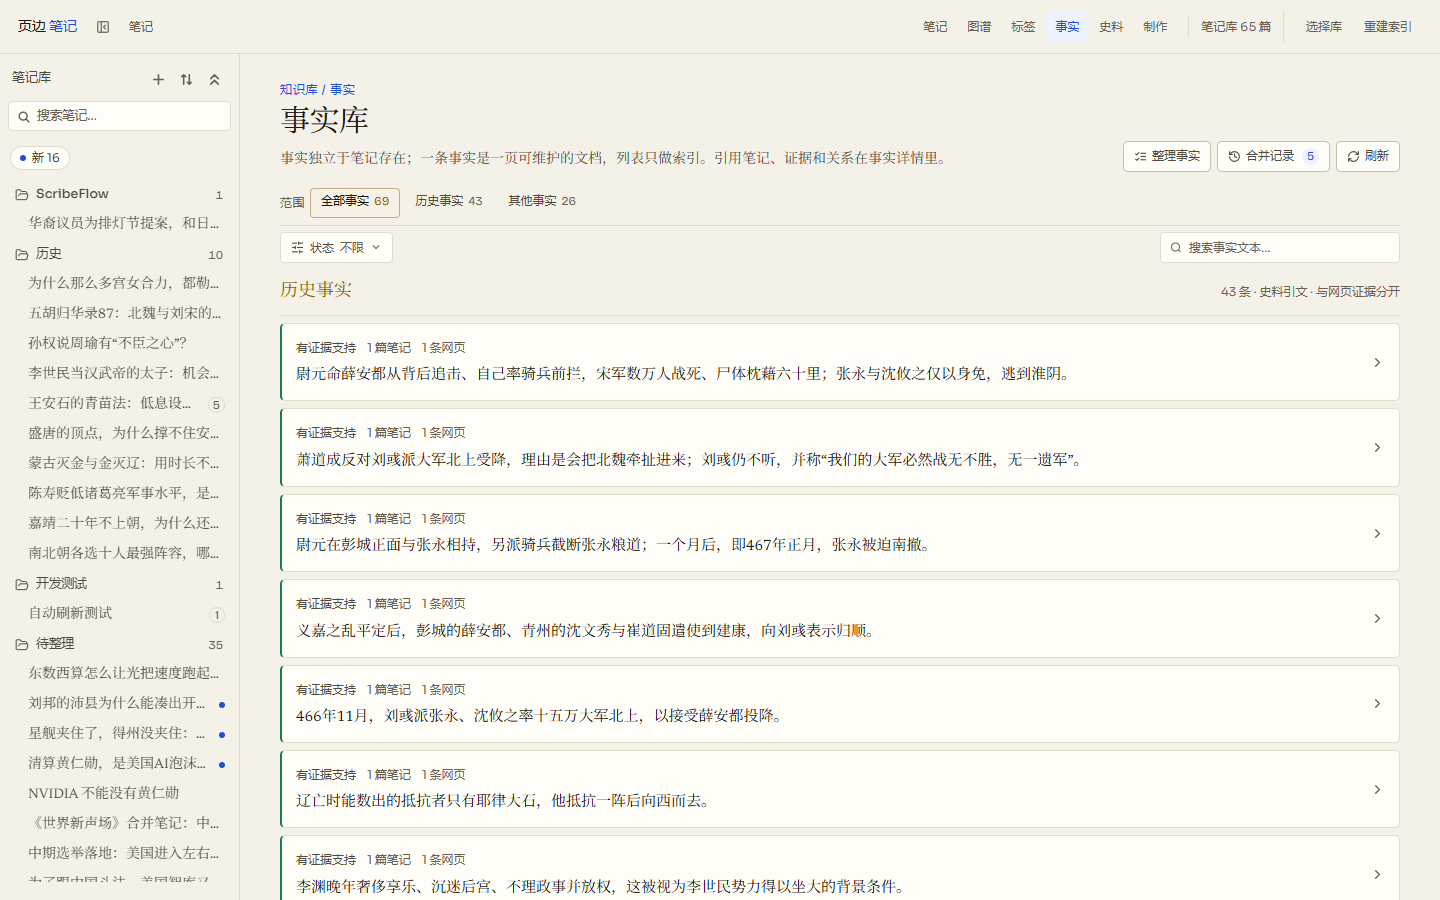 页边 笔记
笔记
笔记 图谱 标签 事实 史料 制作 笔记库 65 篇 选择库 重建索引
笔记库
搜索笔记...
新 16
ScribeFlow 1
华裔议员为排灯节提案，和日...
历史 10
为什么那么多宫女合力，都勒...
五胡归华录87：北魏与刘宋的...
孙权说周瑜有“不臣之心”？
李世民当汉武帝的太子：机会...
王安石的青苗法：低息设... 5
盛唐的顶点，为什么撑不住安...
蒙古灭金与金灭辽：用时长不...
陈寿贬低诸葛亮军事水平，是...
嘉靖二十年不上朝，为什么还...
南北朝各选十人最强阵容，哪...
开发测试 1
自动刷新测试 1
待整理 35
东数西算怎么让光把速度跑起...
刘邦的沛县为什么能凑出开...
星舰夹住了，得州没夹住：...
清算黄仁勋，是美国AI泡沫...
NVIDIA 不能没有黄仁勋
《世界新声场》合并笔记：中...
中期选举落地：美国进入左右...
知识库 / 事实
事实库
事实独立于笔记存在；一条事实是一页可维护的文档，列表只做索引。引用笔记、证据和关系在事实详情里。
整理事实 合并记录 5 刷新
范围 全部事实 69 历史事实 43 其他事实 26
状态 不限
搜索事实文本...
历史事实
43 条 · 史料引文 · 与网页证据分开
有证据支持 1 篇笔记 1 条网页
尉元命薛安都从背后追击、自己率骑兵前拦，宋军数万人战死、尸体枕藉六十里；张永与沈攸之仅以身免，逃到淮阴。
有证据支持 1 篇笔记 1 条网页
萧道成反对刘彧派大军北上受降，理由是会把北魏牵扯进来；刘彧仍不听，并称“我们的大军必然战无不胜，无一遗军”。
有证据支持 1 篇笔记 1 条网页
尉元在彭城正面与张永相持，另派骑兵截断张永粮道；一个月后，即467年正月，张永被迫南撤。
有证据支持 1 篇笔记 1 条网页
义嘉之乱平定后，彭城的薛安都、青州的沈文秀与崔道固遣使到建康，向刘彧表示归顺。
有证据支持 1 篇笔记 1 条网页
466年11月，刘彧派张永、沈攸之率十五万大军北上，以接受薛安都投降。
有证据支持 1 篇笔记 1 条网页
辽亡时能数出的抵抗者只有耶律大石，他抵抗一阵后向西而去。
有证据支持 1 篇笔记 1 条网页
李渊晚年奢侈享乐、沉迷后宫、不理政事并放权，这被视为李世民势力得以坐大的背景条件。